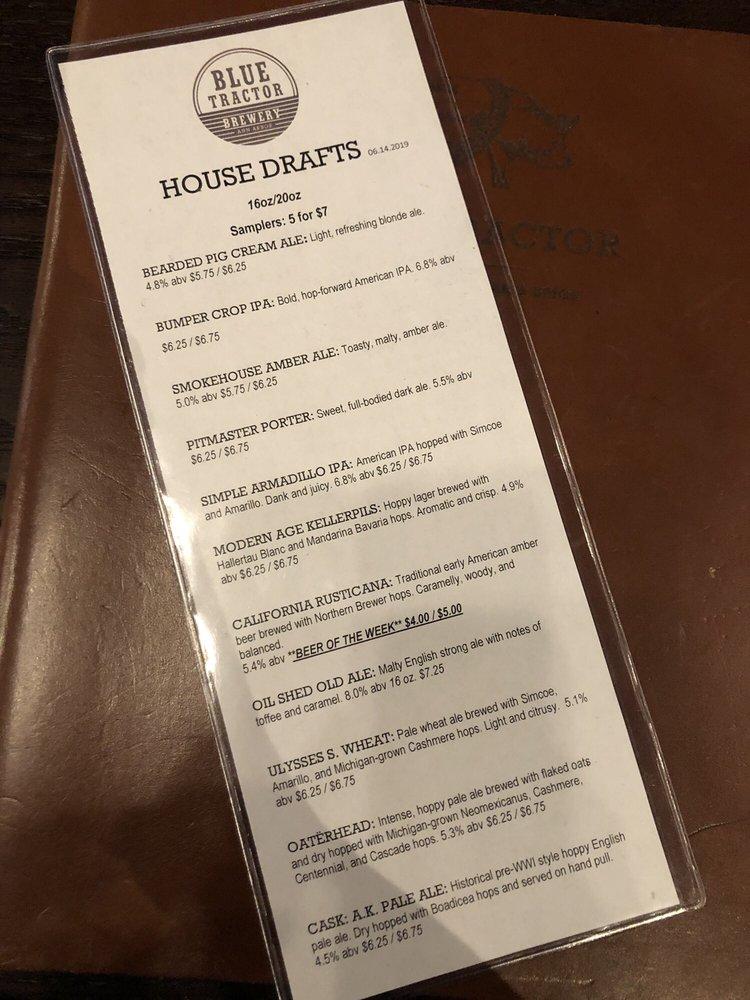 BLUE
TRACTOR
BREWERY
ANN ARBOR
HOUSE DRAFTS 06.14.2019
16oz/20oz
Samplers: 5 for $7
BEARDED PIG CREAM ALE: Light, refreshing blonde ale.
4.8% abv $5.75 / $6.25
BUMPER CROP IPA: Bold, hop-forward American IPA. 6.8% abv
$6.25 / $6.75
SMOKEHOUSE AMBER ALE: Toasty, malty, amber ale.
5.0% abv $5.75 / $6.25
PITMASTER PORTER: Sweet, full-bodied dark ale. 5.5% abv
$6.25 / $6.75
SIMPLE ARMADILLO IPA: American IPA hopped with Simcoe
and Amarillo. Dank and juicy. 6.8% abv $6.25 / $6.75
MODERN AGE KELLERPILS: Hoppy lager brewed with
Hallertau Blanc and Mandarina Bavaria hops. Aromatic and crisp. 4.9%
abv $6.25 / $6.75
CALIFORNIA RUSTICANA: Traditional early American amber
beer brewed with Northern Brewer hops. Caramelly, woody, and
balanced.
5.4% abv **BEER OF THE WEEK** $4.00 / $5.00
OIL SHED OLD ALE: Malty English strong ale with notes of
toffee and caramel. 8.0% abv 16 oz. $7.25
ULYSSES S. WHEAT: Pale wheat ale brewed with Simcoe,
Amarillo, and Michigan-grown Cashmere hops. Light and citrusy. 5.1%
abv $6.25 / $6.75
OATËRHEAD: Intense, hoppy pale ale brewed with flaked oats
and dry hopped with Michigan-grown Neomexicanus, Cashmere,
Centennial, and Cascade hops. 5.3% abv $6.25 / $6.75
CASK: A.K. PALE ALE: Historical pre-WWI style hoppy English
pale ale. Dry hopped with Boadicea hops and served on hand pull.
4.5% abv $6.25 / $6.75
ACTOR